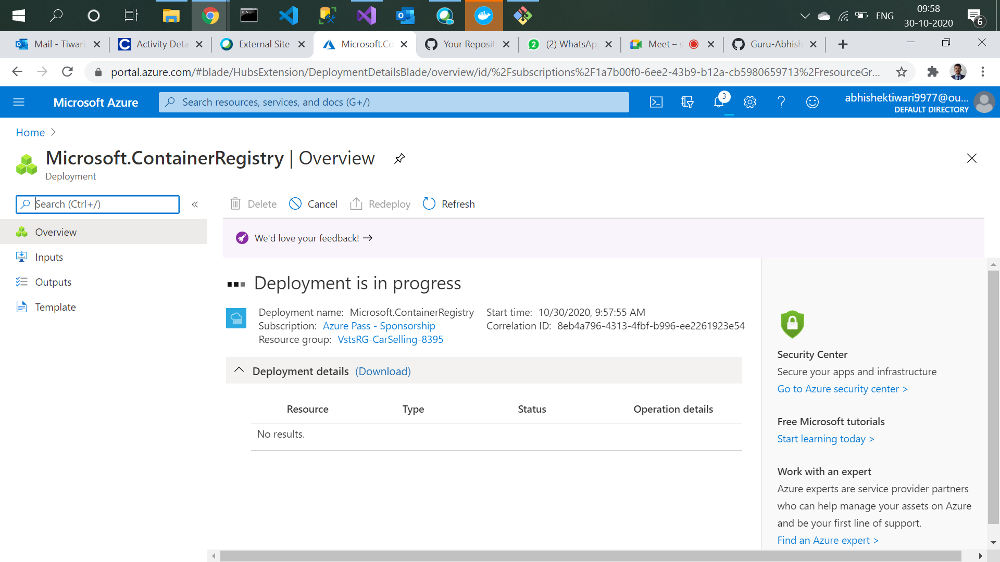 ENG
09:58
30-10-2020
6
Mail - Tiwari,
Activity Deta
External Site
Microsoft.Co
Your Reposit
(2) WhatsAp
Meet – s
Guru-Abhish
portal.azure.com/#blade/HubsExtension/DeploymentDetailsBlade/overview/id/%2Fsubscriptions%2F1a7b00f0-6ee2-43b9-b12a-cb5980659713%2FresourceGr...
Microsoft Azure
Search resources, services, and docs (G+/)
3
abhishektiwari9977@ou...
DEFAULT DIRECTORY
Home
Microsoft.ContainerRegistry | Overview
Deployment
Search (Ctrl+/)
Overview
Inputs
Outputs
Template
Delete
Cancel
Redeploy
Refresh
We'd love your feedback! →
Deployment is in progress
Deployment name: Microsoft.ContainerRegistry
Subscription: Azure Pass - Sponsorship
Resource group: VstsRG-CarSelling-8395
Start time: 10/30/2020, 9:57:55 AM
Correlation ID: 8eb4a796-4313-4fbf-b996-ee2261923e54
Deployment details (Download)
Resource Type Status Operation details
No results.
Security Center
Secure your apps and infrastructure
Go to Azure security center >
Free Microsoft tutorials
Start learning today >
Work with an expert
Azure experts are service provider partners
who can help manage your assets on Azure
and be your first line of support.
Find an Azure expert >